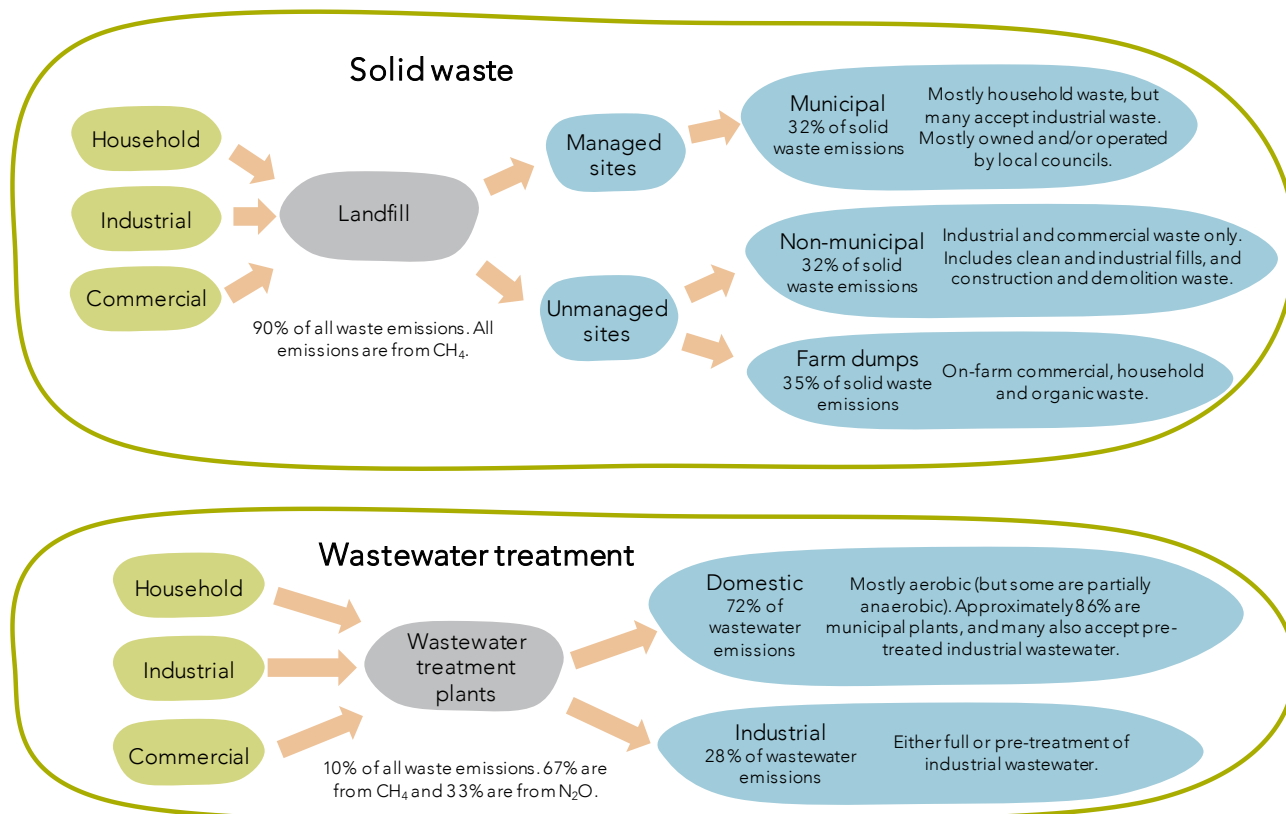 Solid waste
Household
Industrial
Commercial
Landfill
90% of all waste emissions. All
emissions are from CH₄.
Managed
sites
Unmanaged
sites
Municipal
32% of solid
waste emissions
Mostly household waste, but
many accept industrial waste.
Mostly owned and/or operated
by local councils.
Non-municipal
32% of solid
waste emissions
Industrial and commercial waste only.
Includes clean and industrial fills, and
construction and demolition waste.
Farm dumps
35% of solid waste
emissions
On-farm commercial, household
and organic waste.
Wastewater treatment
Household
Industrial
Commercial
Wastewater
treatment
plants
10% of all waste emissions. 67% are
from CH₄ and 33% are from N₂O.
Domestic
72% of
wastewater
emissions
Mostly aerobic (but some are partially
anaerobic). Approximately 86% are
municipal plants, and many also accept pre-
treated industrial wastewater.
Industrial
28% of wastewater
emissions
Either full or pre-treatment of
industrial wastewater.